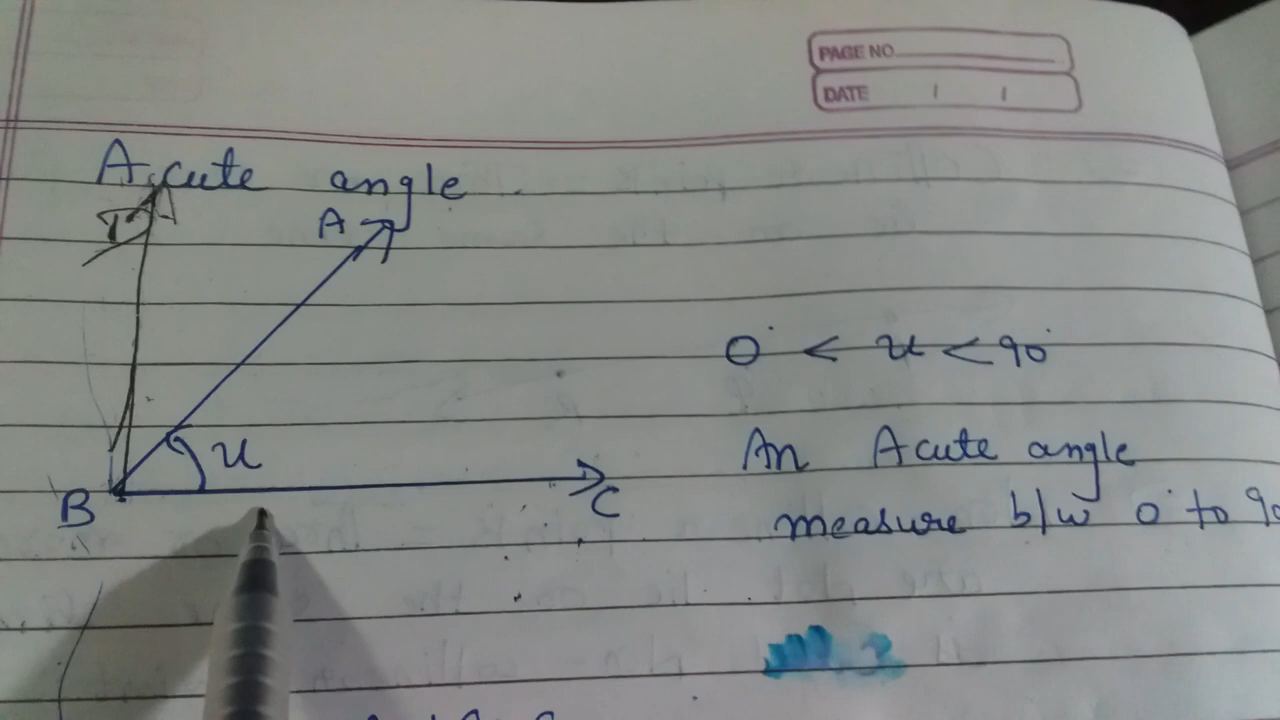 PAGE NO.
DATE / /
Acute angle
A
0° < x < 90°
x
An Acute angle
B
C
measure b/w 0° to 90